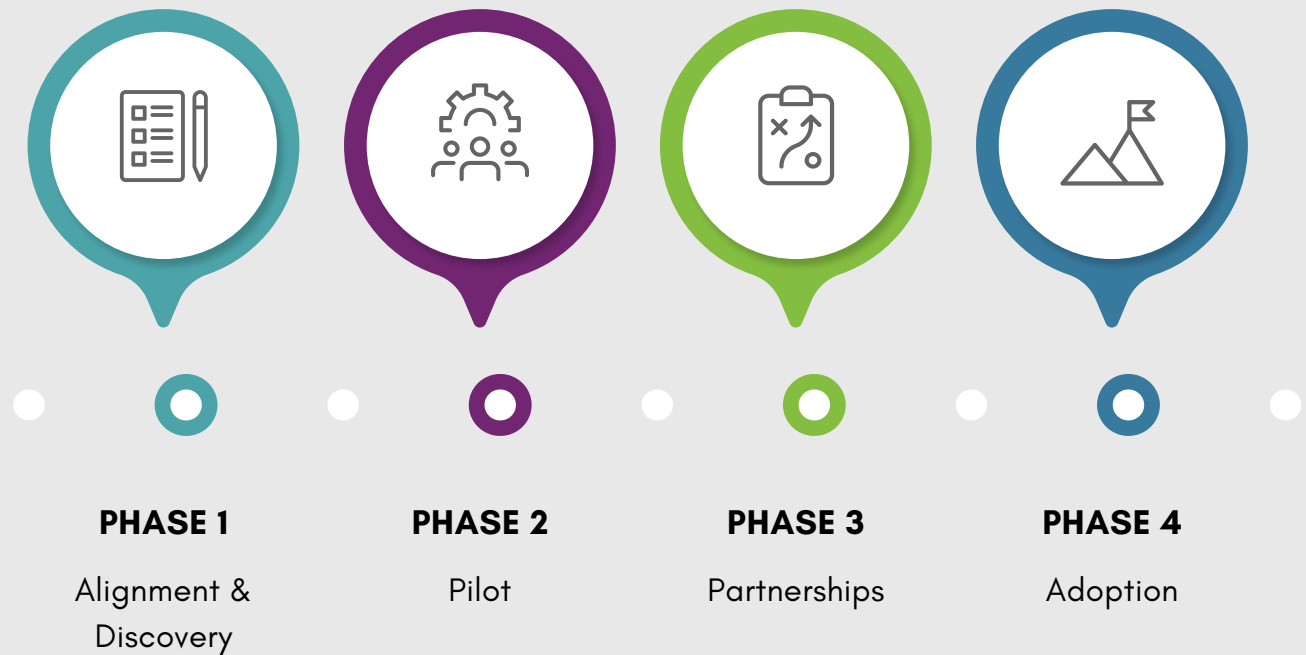 PHASE 1
Alignment &
Discovery
PHASE 2
Pilot
PHASE 3
Partnerships
PHASE 4
Adoption